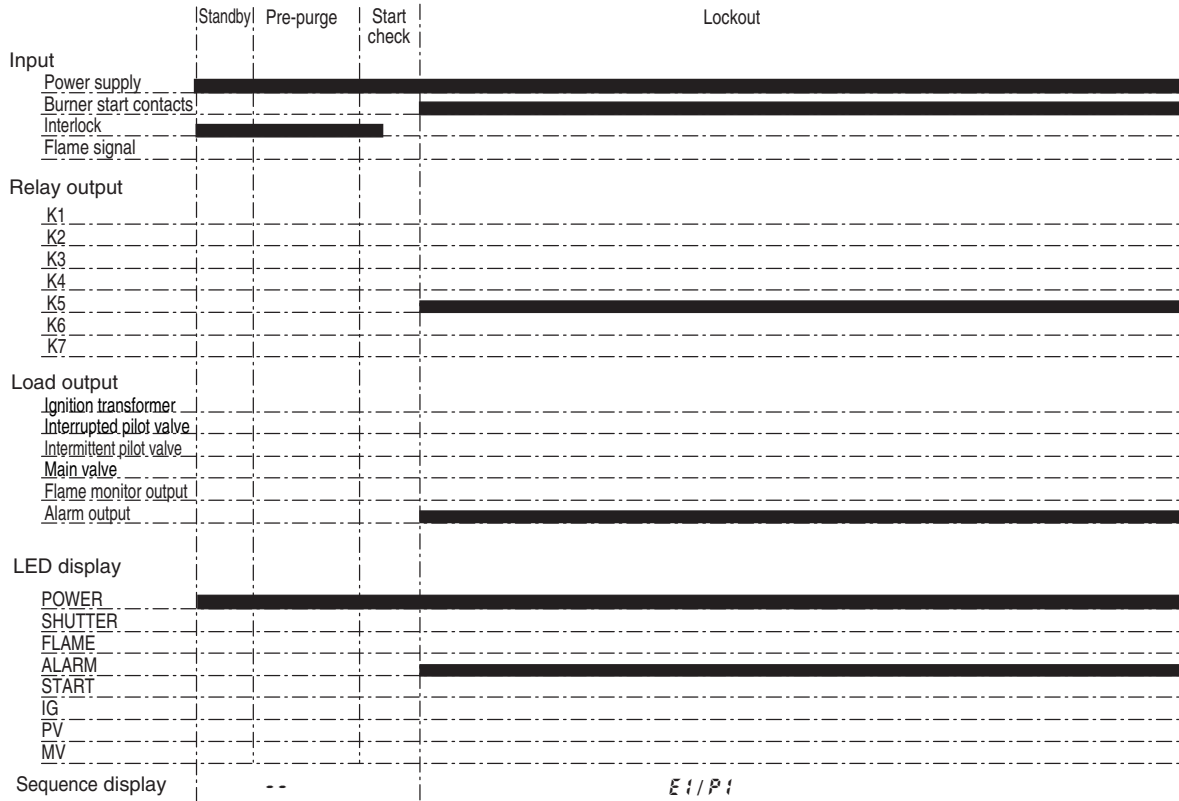 Standby Pre-purge Start check Lockout
Input
Power supply
Burner start contacts
Interlock
Flame signal
Relay output
K1
K2
K3
K4
K5
K6
K7
Load output
Ignition transformer
Interrupted pilot valve
Intermittent pilot valve
Main valve
Flame monitor output
Alarm output
LED display
POWER
SHUTTER
FLAME
ALARM
START
IG
PV
MV
Sequence display -- E1/P1